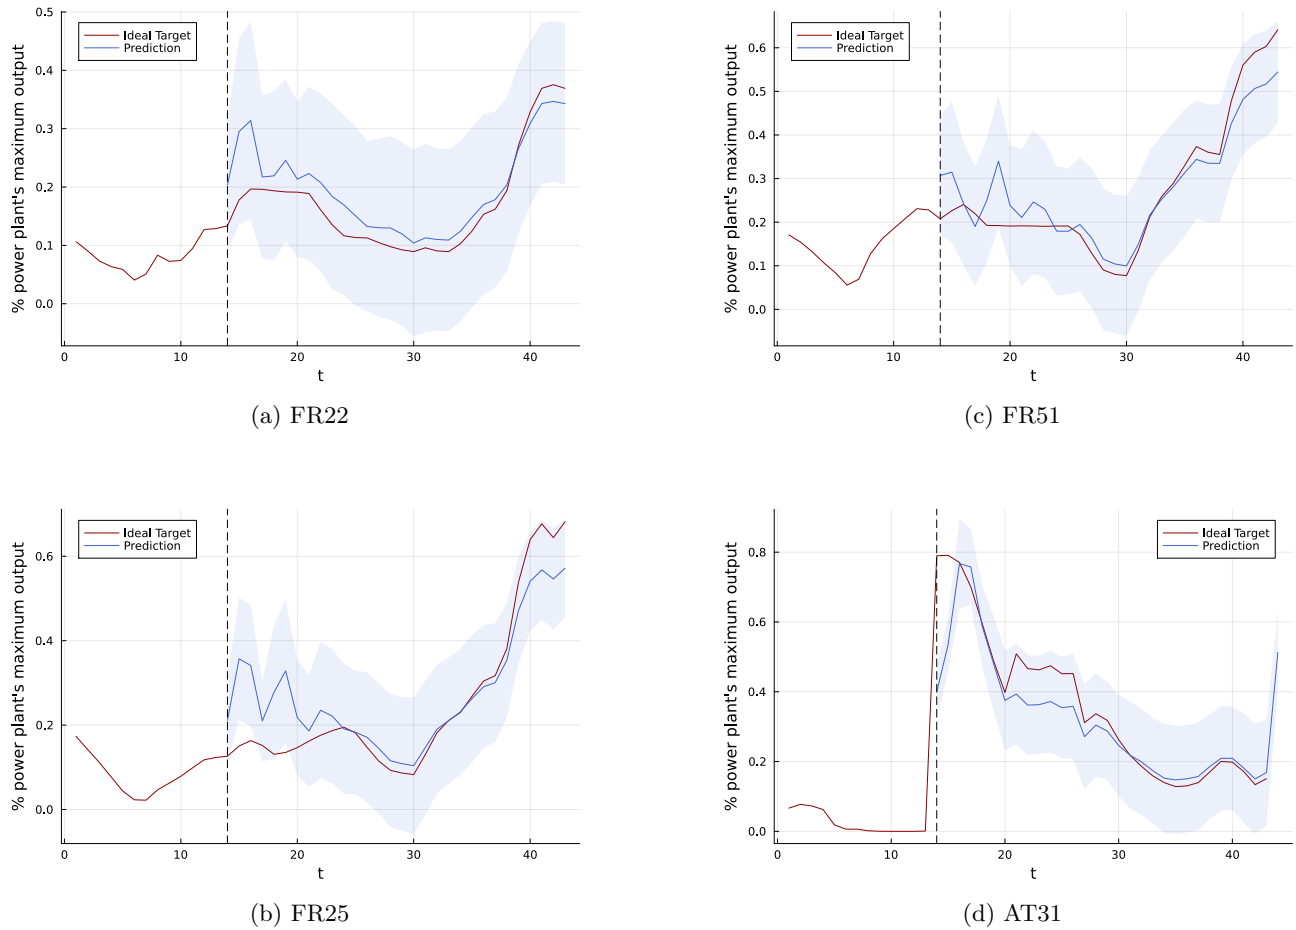 0.5
0.4
0.3
0.2
0.1
0.0
% power plant's maximum output
Ideal Target
Prediction
0 10 20 30 40
t
(a) FR22
0.6
0.5
0.4
0.3
0.2
0.1
0.0
% power plant's maximum output
Ideal Target
Prediction
0 10 20 30 40
t
(c) FR51
0.6
0.4
0.2
0.0
% power plant's maximum output
Ideal Target
Prediction
0 10 20 30 40
t
(b) FR25
0.8
0.6
0.4
0.2
0.0
% power plant's maximum output
Ideal Target
Prediction
0 10 20 30 40
t
(d) AT31